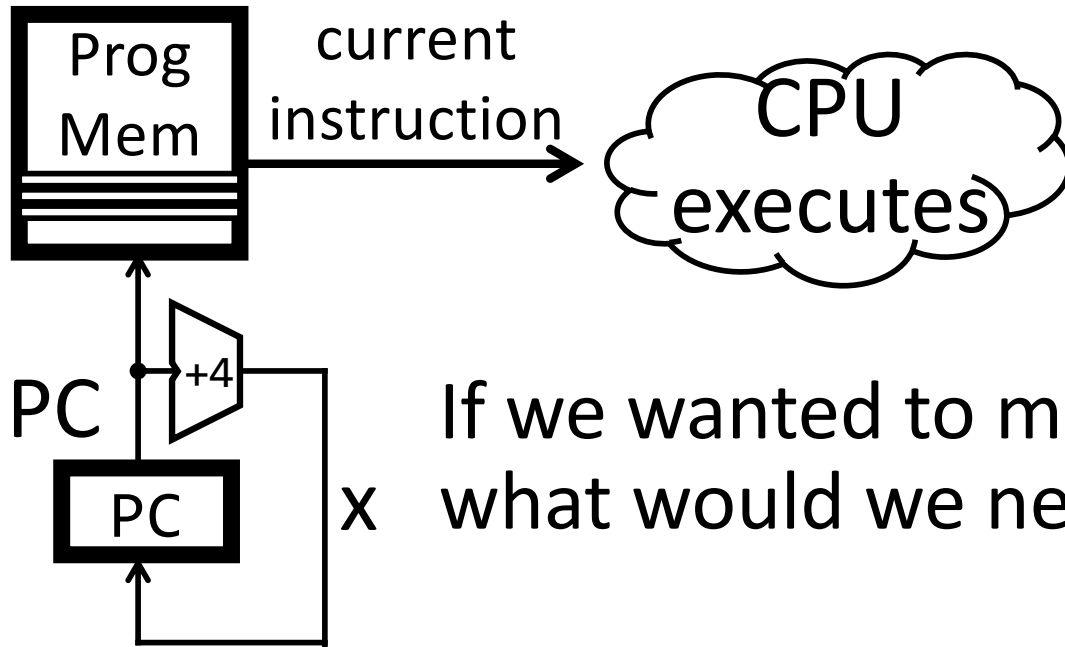 Prog
Mem
current
instruction
CPU
executes
+4
PC
PC
x
If we wanted to m
what would we ne